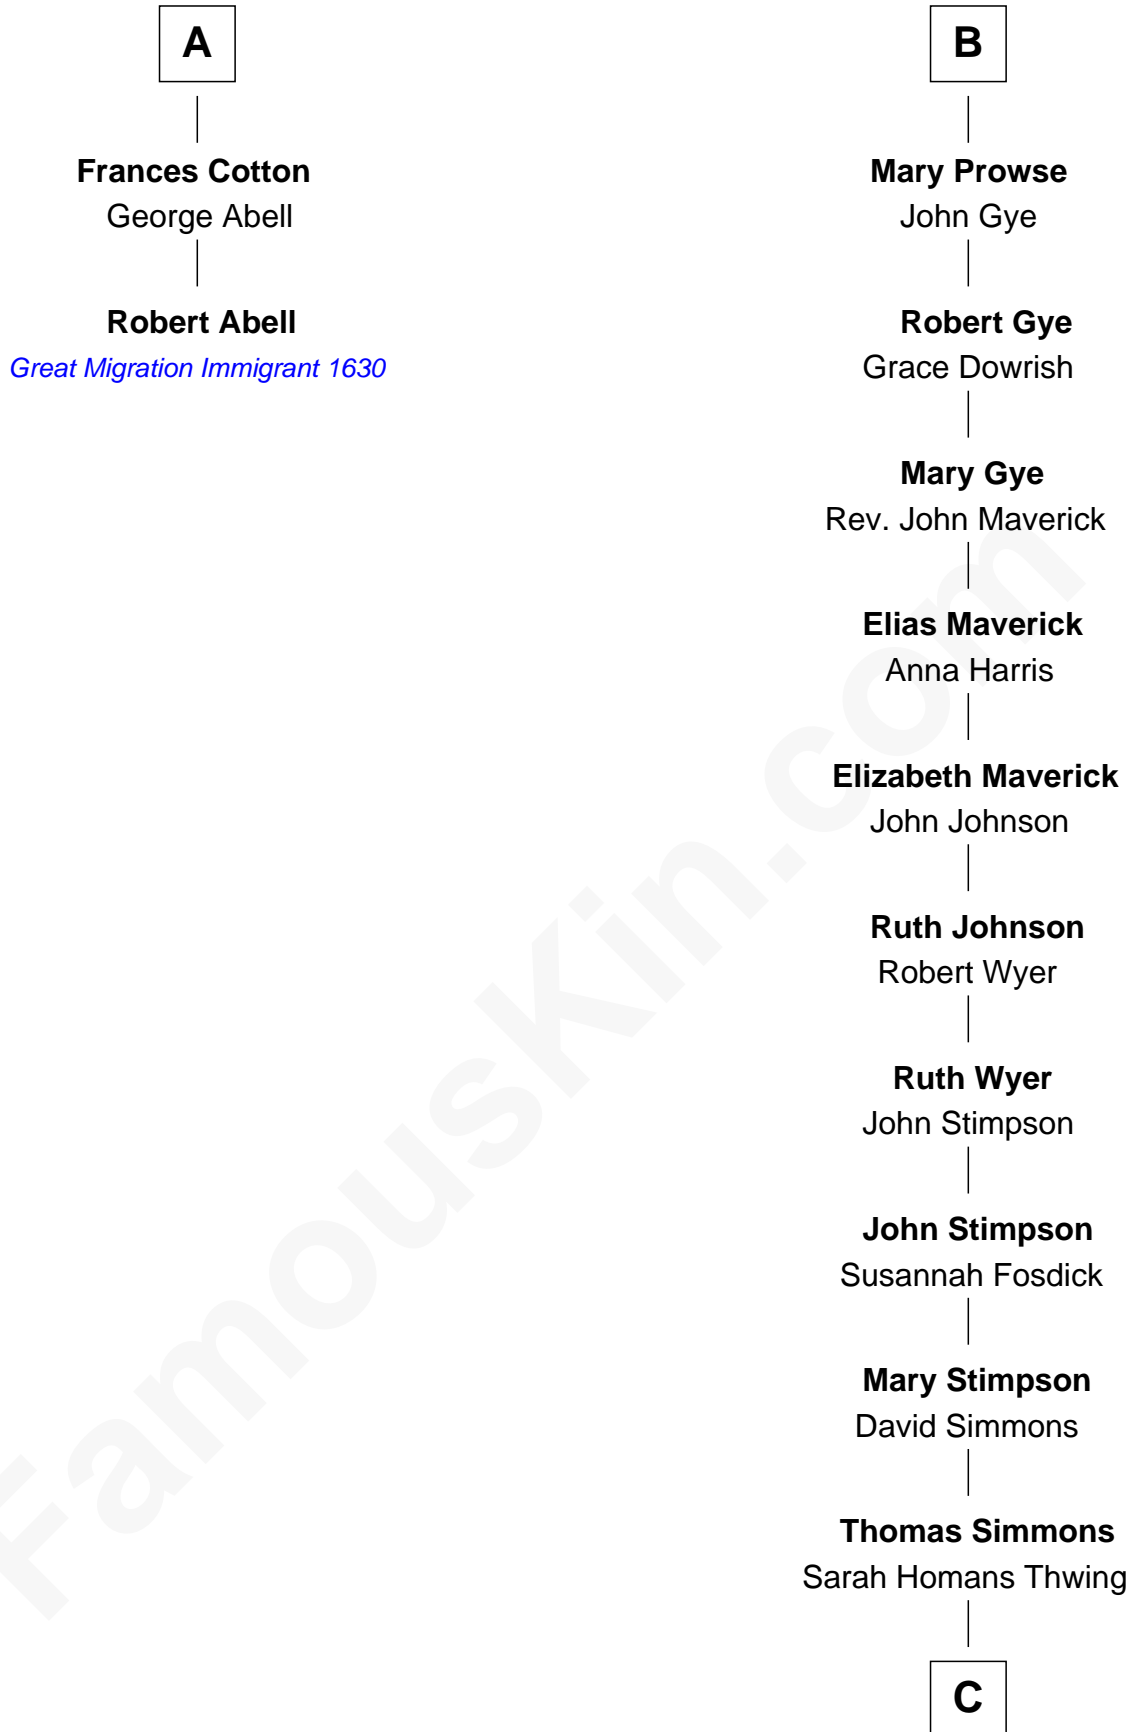 A
Frances Cotton
George Abell
Robert Abell
Great Migration Immigrant 1630
B
Mary Prowse
John Gye
Robert Gye
Grace Dowrish
Mary Gye
Rev. John Maverick
Elias Maverick
Anna Harris
Elizabeth Maverick
John Johnson
Ruth Johnson
Robert Wyer
Ruth Wyer
John Stimpson
John Stimpson
Susannah Fosdick
Mary Stimpson
David Simmons
Thomas Simmons
Sarah Homans Thwing
C
FamousKin.com